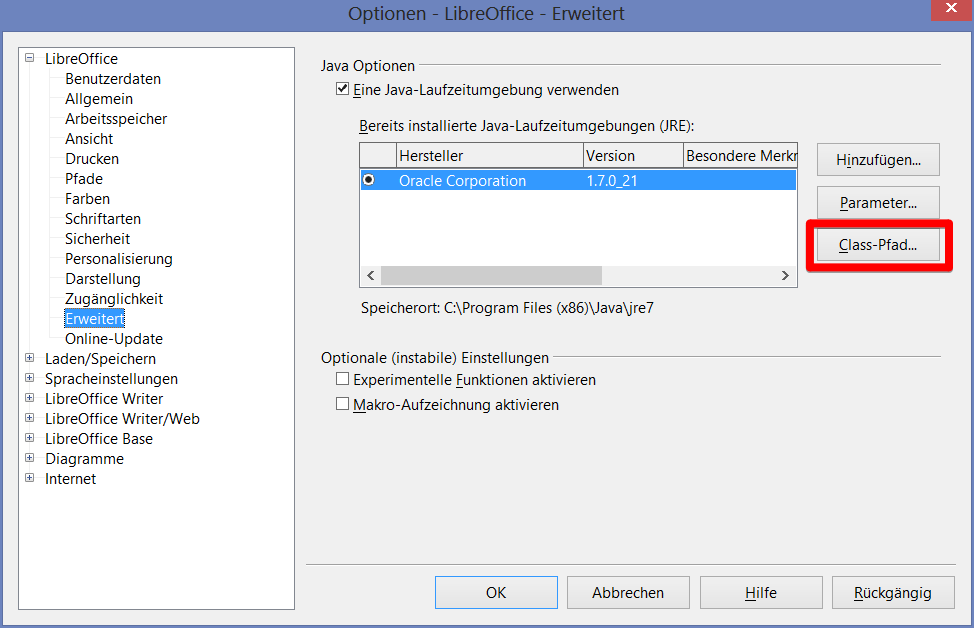 Optionen - LibreOffice - Erweitert
LibreOffice
Benutzerdaten
Allgemein
Arbeitsspeicher
Ansicht
Drucken
Pfade
Farben
Schriftarten
Sicherheit
Personalisierung
Darstellung
Zugänglichkeit
Erweitert
Online-Update
Laden/Speichern
Spracheinstellungen
LibreOffice Writer
LibreOffice Writer/Web
LibreOffice Base
Diagramme
Internet
Java Optionen
Eine Java-Laufzeitumgebung verwenden
Bereits installierte Java-Laufzeitumgebungen (JRE):
Hersteller Version Besondere Merkr
Oracle Corporation 1.7.0_21
Hinzufügen...
Parameter...
Class-Pfad...
Speicherort: C:\Program Files (x86)\Java\jre7
Optionale (instabile) Einstellungen
Experimentelle Funktionen aktivieren
Makro-Aufzeichnung aktivieren
OK Abbrechen Hilfe Rückgängig